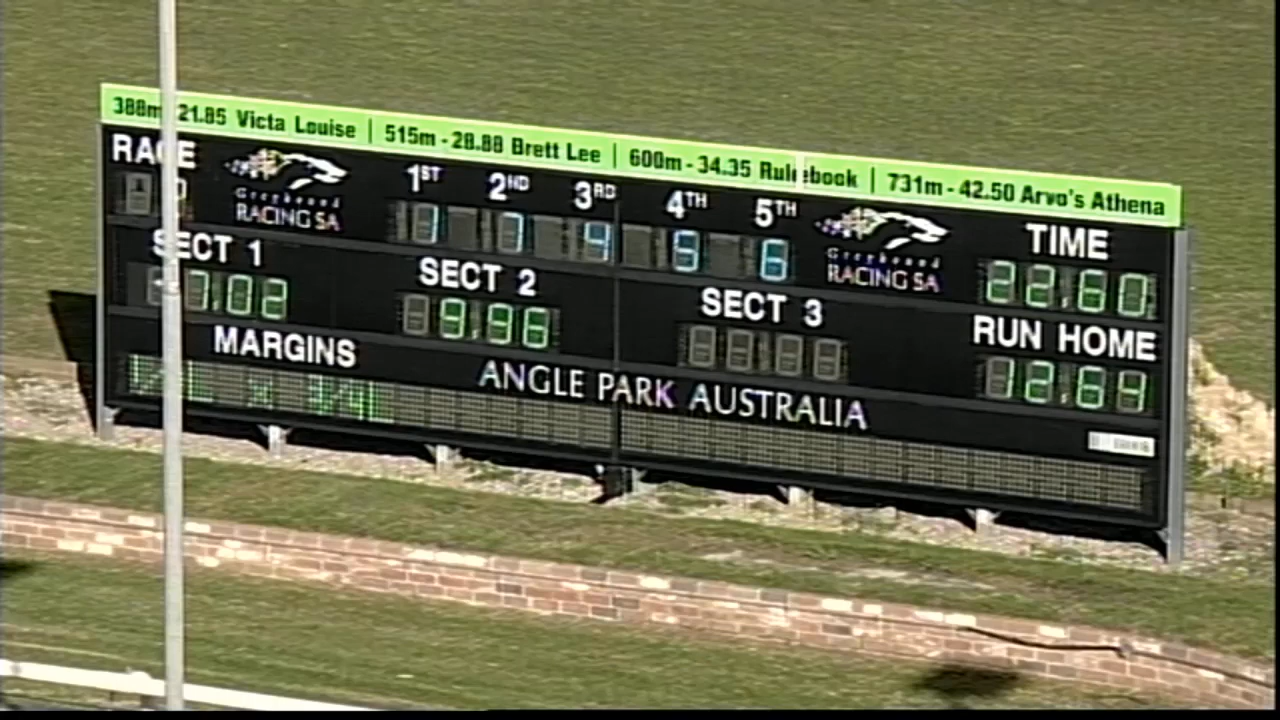 388m 21.85 Victa Louise | 515m - 28.88 Brett Lee | 600m - 34.35 Rulebook | 731m - 42.50 Arvo's Athena
RACE
Greyhound
RACING SA
1ST 2ND 3RD 4TH 5TH
4 5 6
Greyhound
RACING SA
TIME
22.60
SECT 1
7.02
SECT 2
9.96
SECT 3
RUN HOME
12.64
MARGINS
3/4L
ANGLE PARK AUSTRALIA